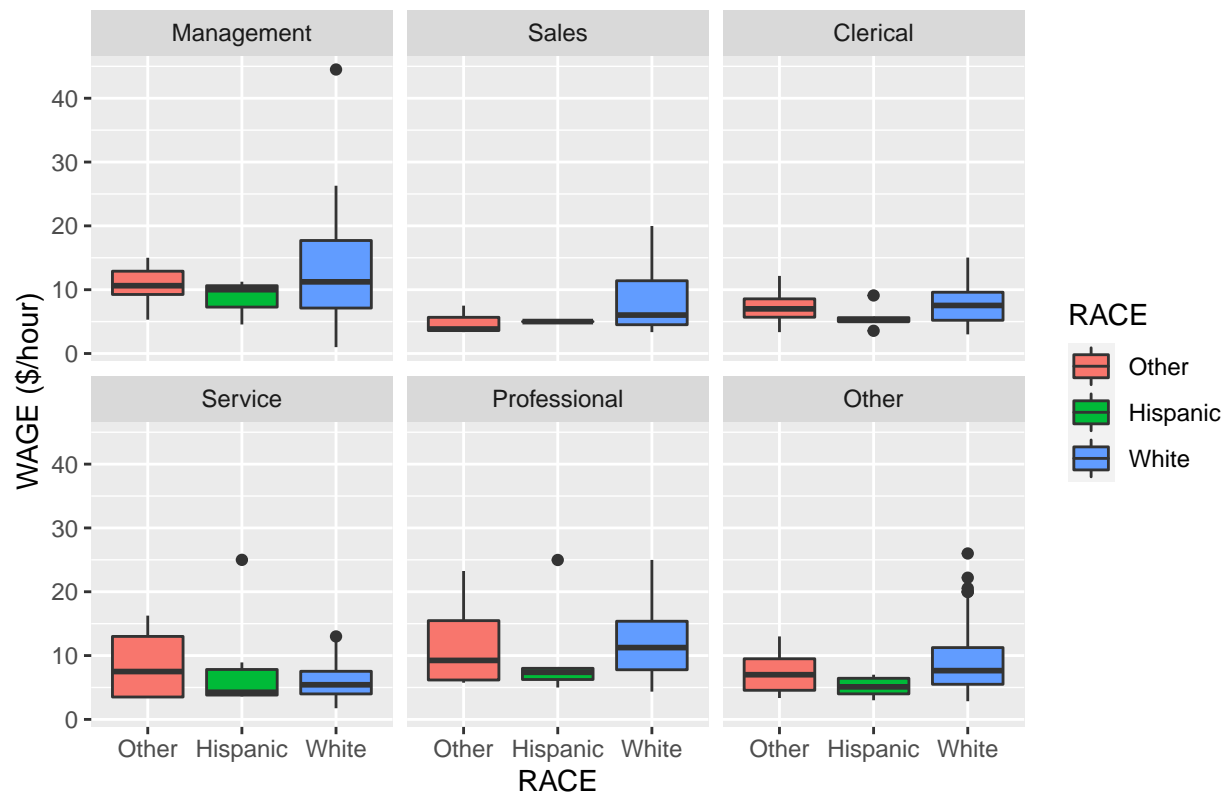 Management Sales Clerical
40
30
20
10
0
Service Professional Other
40
30
20
10
0
Other Hispanic White Other Hispanic White Other Hispanic White
RACE
WAGE ($/hour)
RACE
Other
Hispanic
White